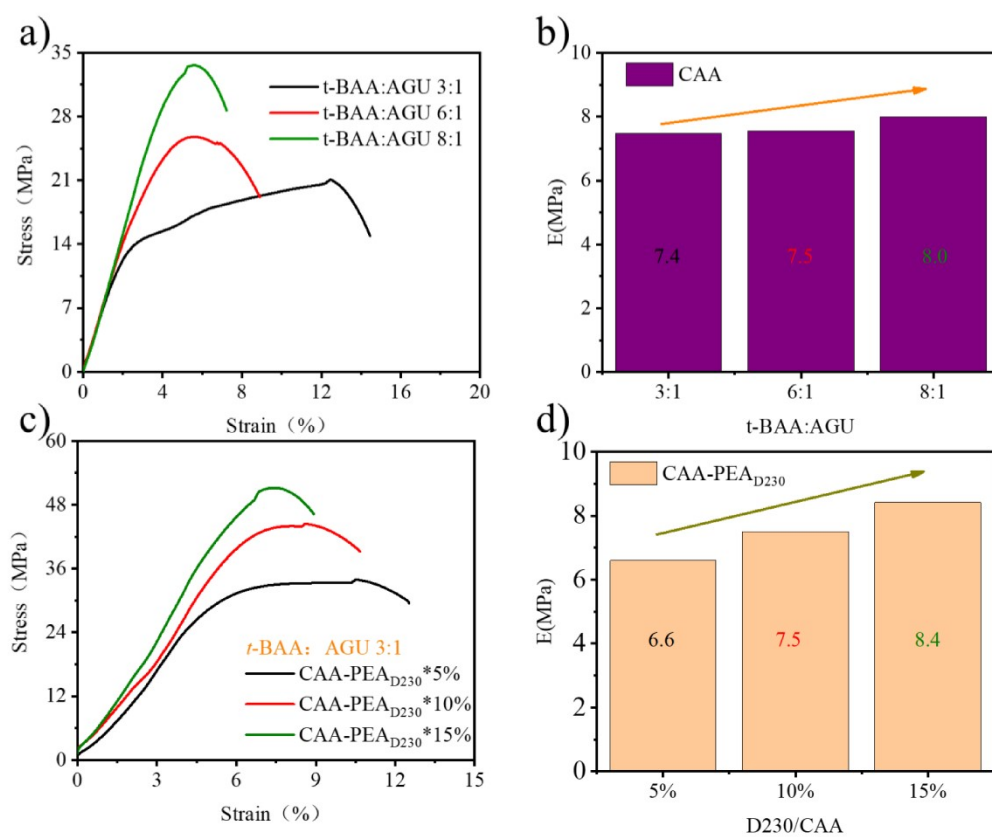 a)
35
28
21
14
7
0
Stress（MPa）
t-BAA:AGU 3:1
t-BAA:AGU 6:1
t-BAA:AGU 8:1
0 4 8 12 16 20
Strain（%）
b)
10
8
6
4
2
0
E(MPa)
CAA
7.4 7.5 8.0
3:1 6:1 8:1
t-BAA:AGU
c)
60
48
36
24
12
0
Stress（MPa）
t-BAA： AGU 3:1
CAA-PEAD230*5%
CAA-PEAD230*10%
CAA-PEAD230*15%
0 3 6 9 12 15
Strain（%）
d)
10
8
6
4
2
0
E(MPa)
CAA-PEAD230
6.6 7.5 8.4
5% 10% 15%
D230/CAA